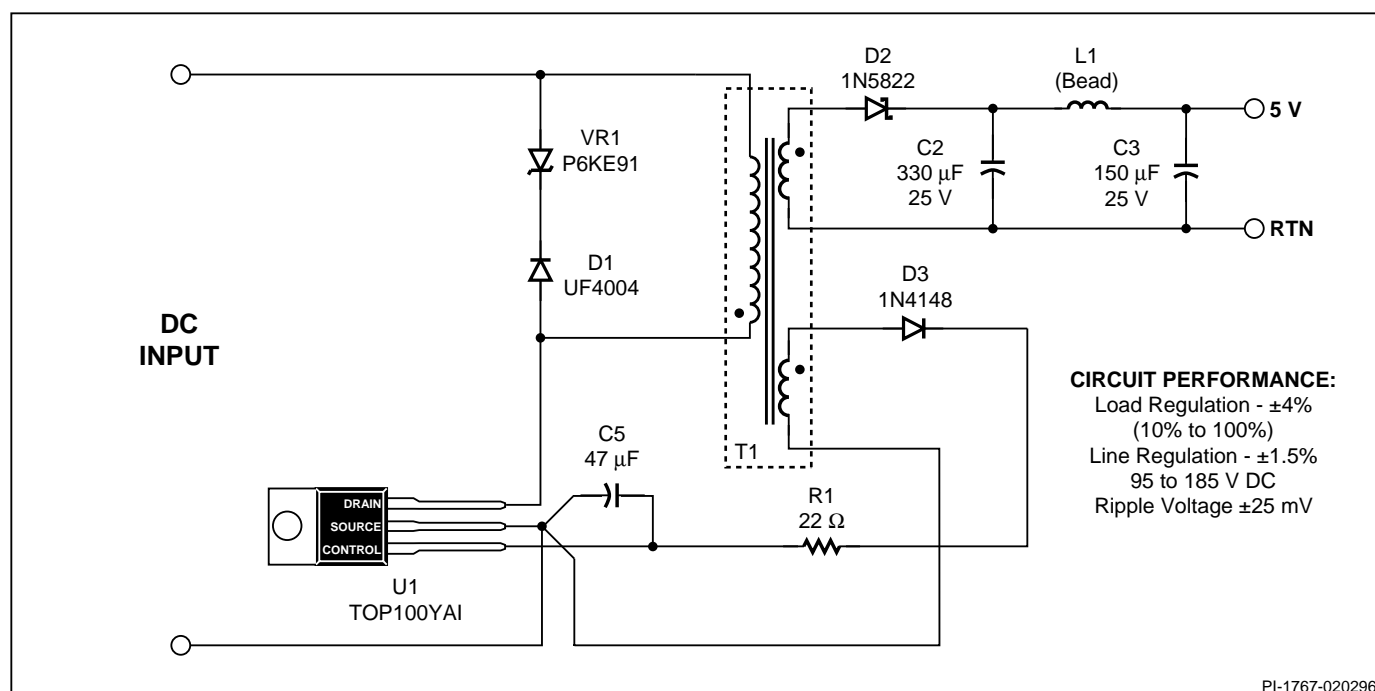 D2
1N5822
L1
(Bead)
5 V
VR1
P6KE91
C2
330 μF
25 V
C3
150 μF
25 V
RTN
D1
UF4004
D3
1N4148
DC
INPUT
CIRCUIT PERFORMANCE:
Load Regulation - ±4%
(10% to 100%)
Line Regulation - ±1.5%
95 to 185 V DC
Ripple Voltage ±25 mV
T1
C5
47 μF
R1
22 Ω
DRAIN
SOURCE
CONTROL
U1
TOP100YAI
PI-1767-020296